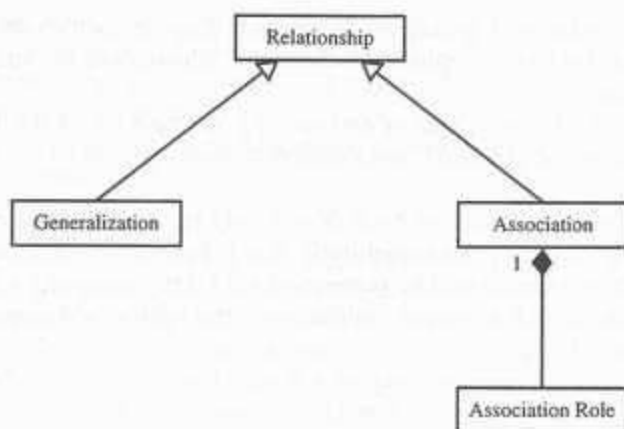 Relationship
Generalization
Association
1
Association Role